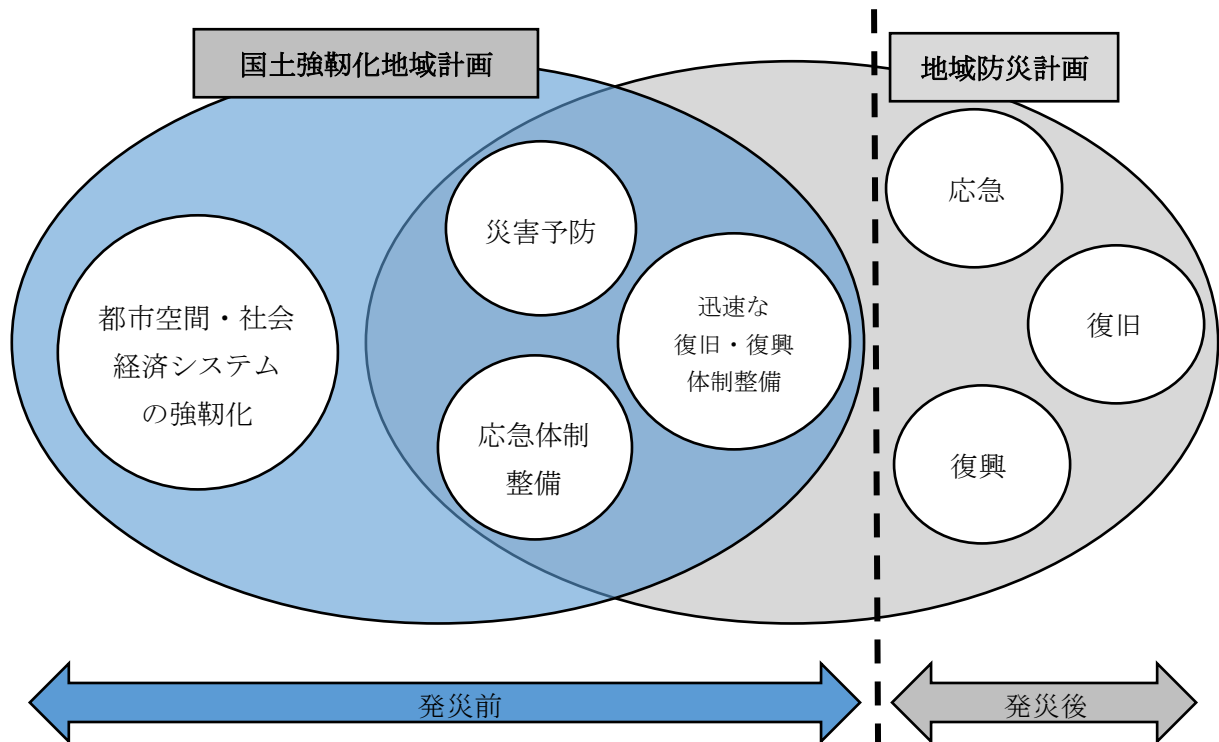 国土強靭化地域計画
地域防災計画
都市空間・社会
経済システム
の強靭化
災害予防
応急体制
整備
迅速な
復旧・復興
体制整備
応急
復旧
復興
発災前
発災後